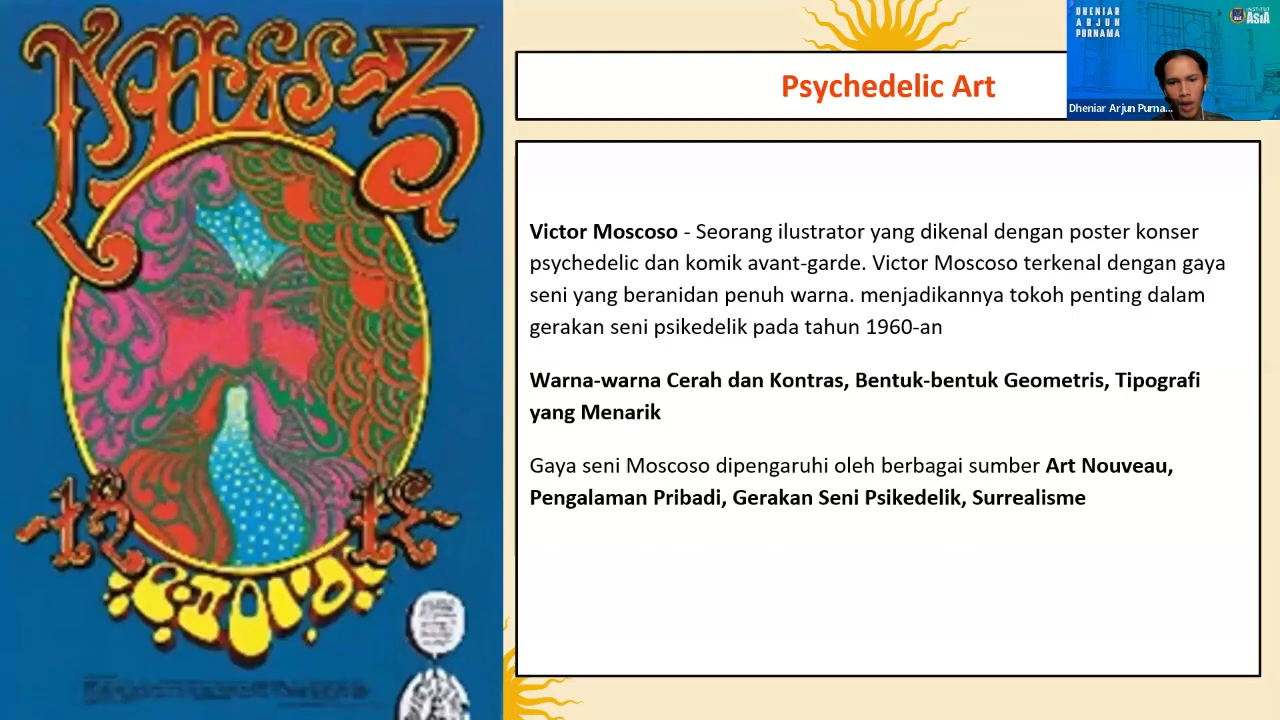 Psychedelic Art
DHENIAR
ARJUN
PURNAMA
INSTITUT
ASIA
Dheniar Arjun Purna...
Victor Moscoso - Seorang ilustrator yang dikenal dengan poster konser
psychedelic dan komik avant-garde. Victor Moscoso terkenal dengan gaya
seni yang beranidan penuh warna. menjadikannya tokoh penting dalam
gerakan seni psikedelik pada tahun 1960-an
Warna-warna Cerah dan Kontras, Bentuk-bentuk Geometris, Tipografi
yang Menarik
Gaya seni Moscoso dipengaruhi oleh berbagai sumber Art Nouveau,
Pengalaman Pribadi, Gerakan Seni Psikedelik, Surrealisme